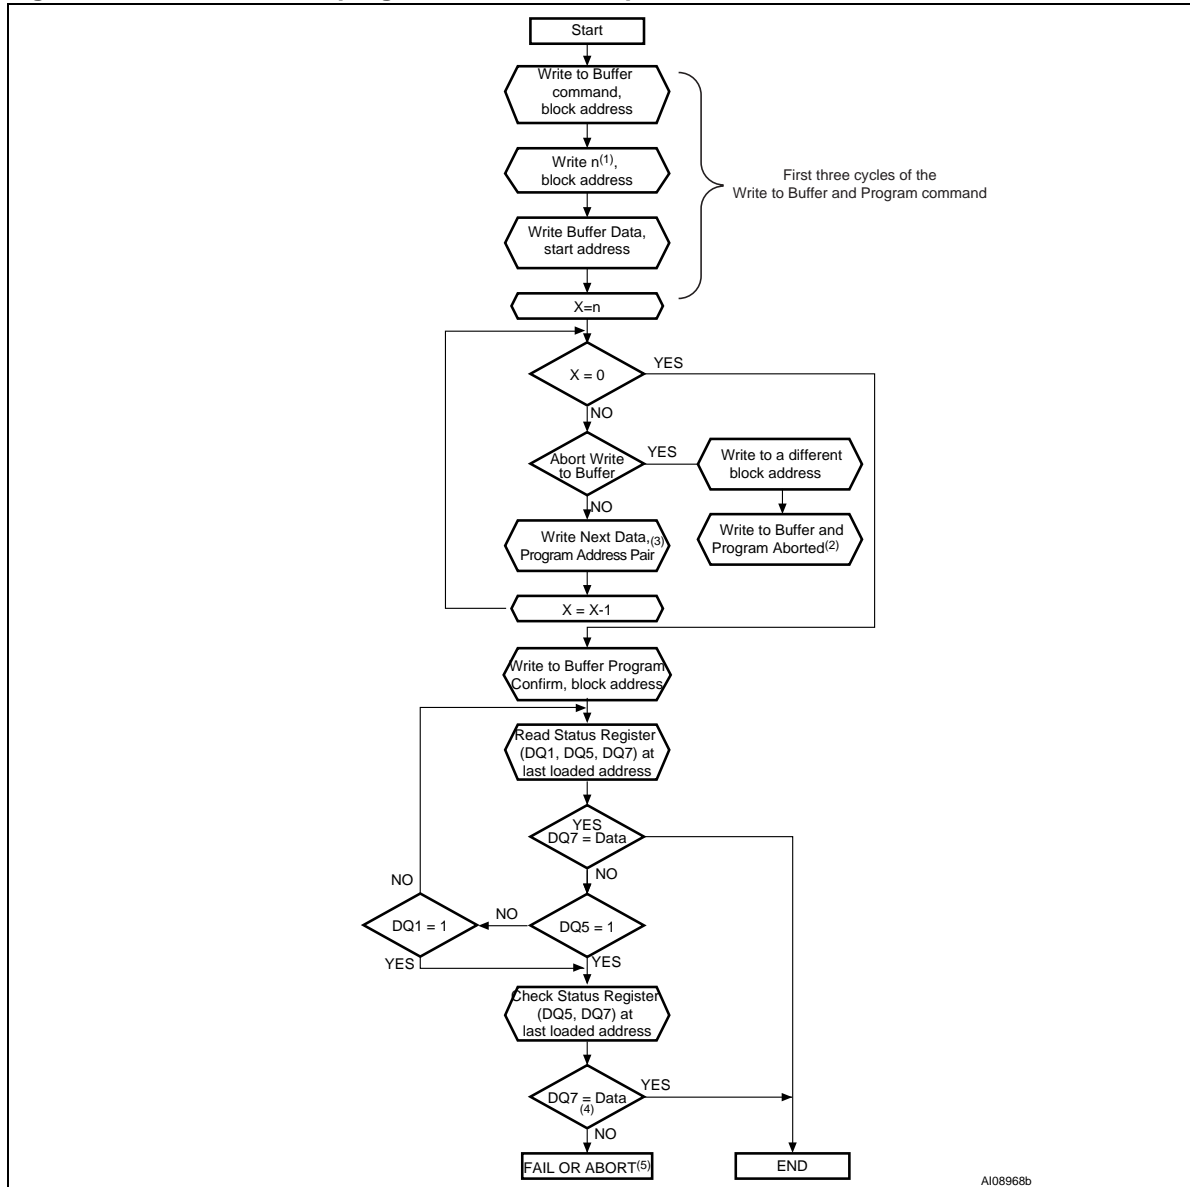 Start
Write to Buffer
command,
block address
Write n(1),
block address
First three cycles of the
Write to Buffer and Program command
Write Buffer Data,
start address
X=n
X = 0
YES
NO
Abort Write
to Buffer
YES
Write to a different
block address
NO
Write Next Data,(3)
Program Address Pair
Write to Buffer and
Program Aborted(2)
X = X-1
Write to Buffer Program
Confirm, block address
Read Status Register
(DQ1, DQ5, DQ7) at
last loaded address
YES
DQ7 = Data
NO
NO
DQ1 = 1
NO
DQ5 = 1
YES
YES
Check Status Register
(DQ5, DQ7) at
last loaded address
YES
DQ7 = Data
(4)
NO
FAIL OR ABORT(5)
END
AI08968b